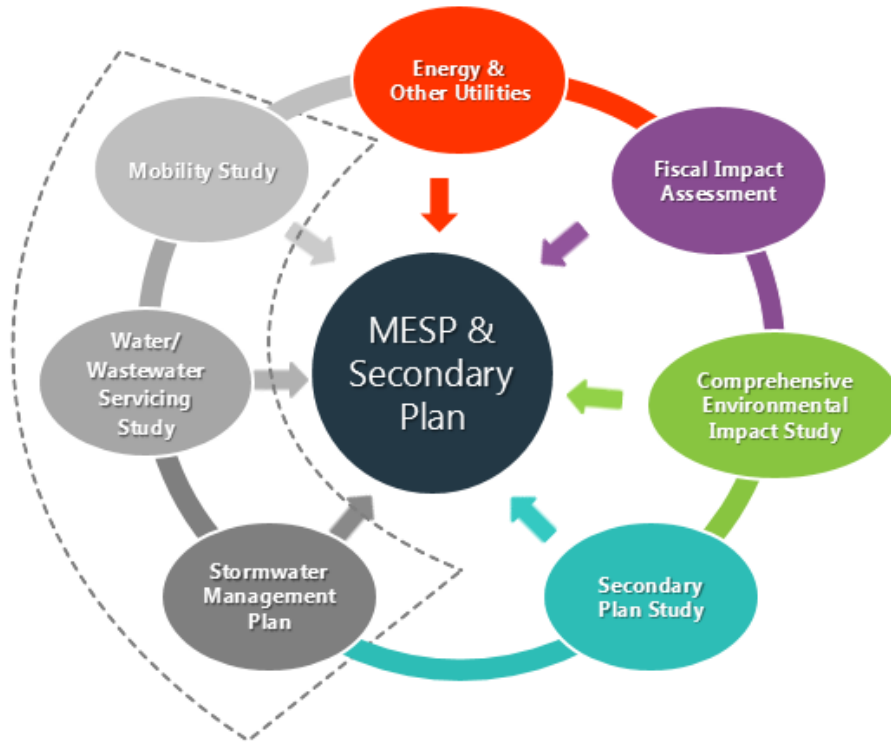 Energy &
Other Utilities
Fiscal Impact
Assessment
Comprehensive
Environmental
Impact Study
Secondary
Plan Study
Stormwater
Management
Plan
Water/
Wastewater
Servicing
Study
Mobility Study
MESP &
Secondary
Plan